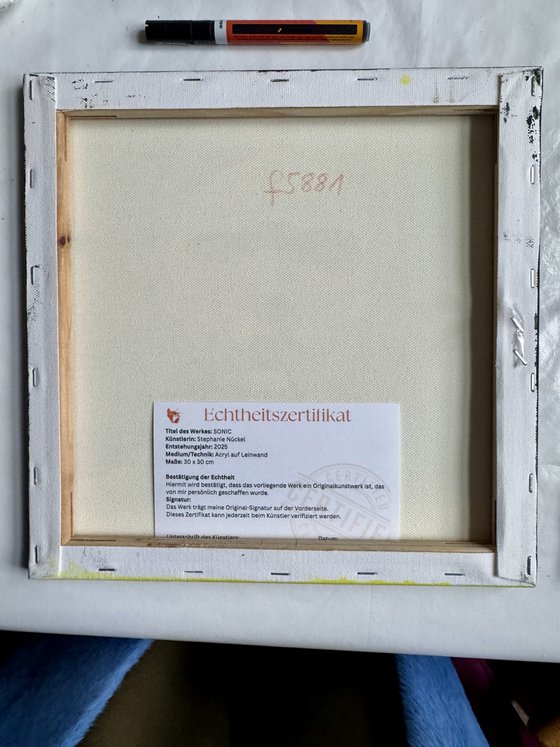 f5881
Echtheitszertifikat
Titel des Werkes: SONIC
Künstlerin: Stephanie Nückel
Entstehungsjahr: 2025
Medium/Technik: Acryl auf Leinwand
Maße: 30 x 30 cm
Bestätigung der Echtheit
Hiermit wird bestätigt, dass das vorliegende Werk ein Originalkunstwerk ist, das
von mir persönlich geschaffen wurde.
Signatur:
Das Werk trägt meine Original-Signatur auf der Vorderseite.
Dieses Zertifikat kann jederzeit beim Künstler verifiziert werden.
Unterschrift des Künstlers: Datum: